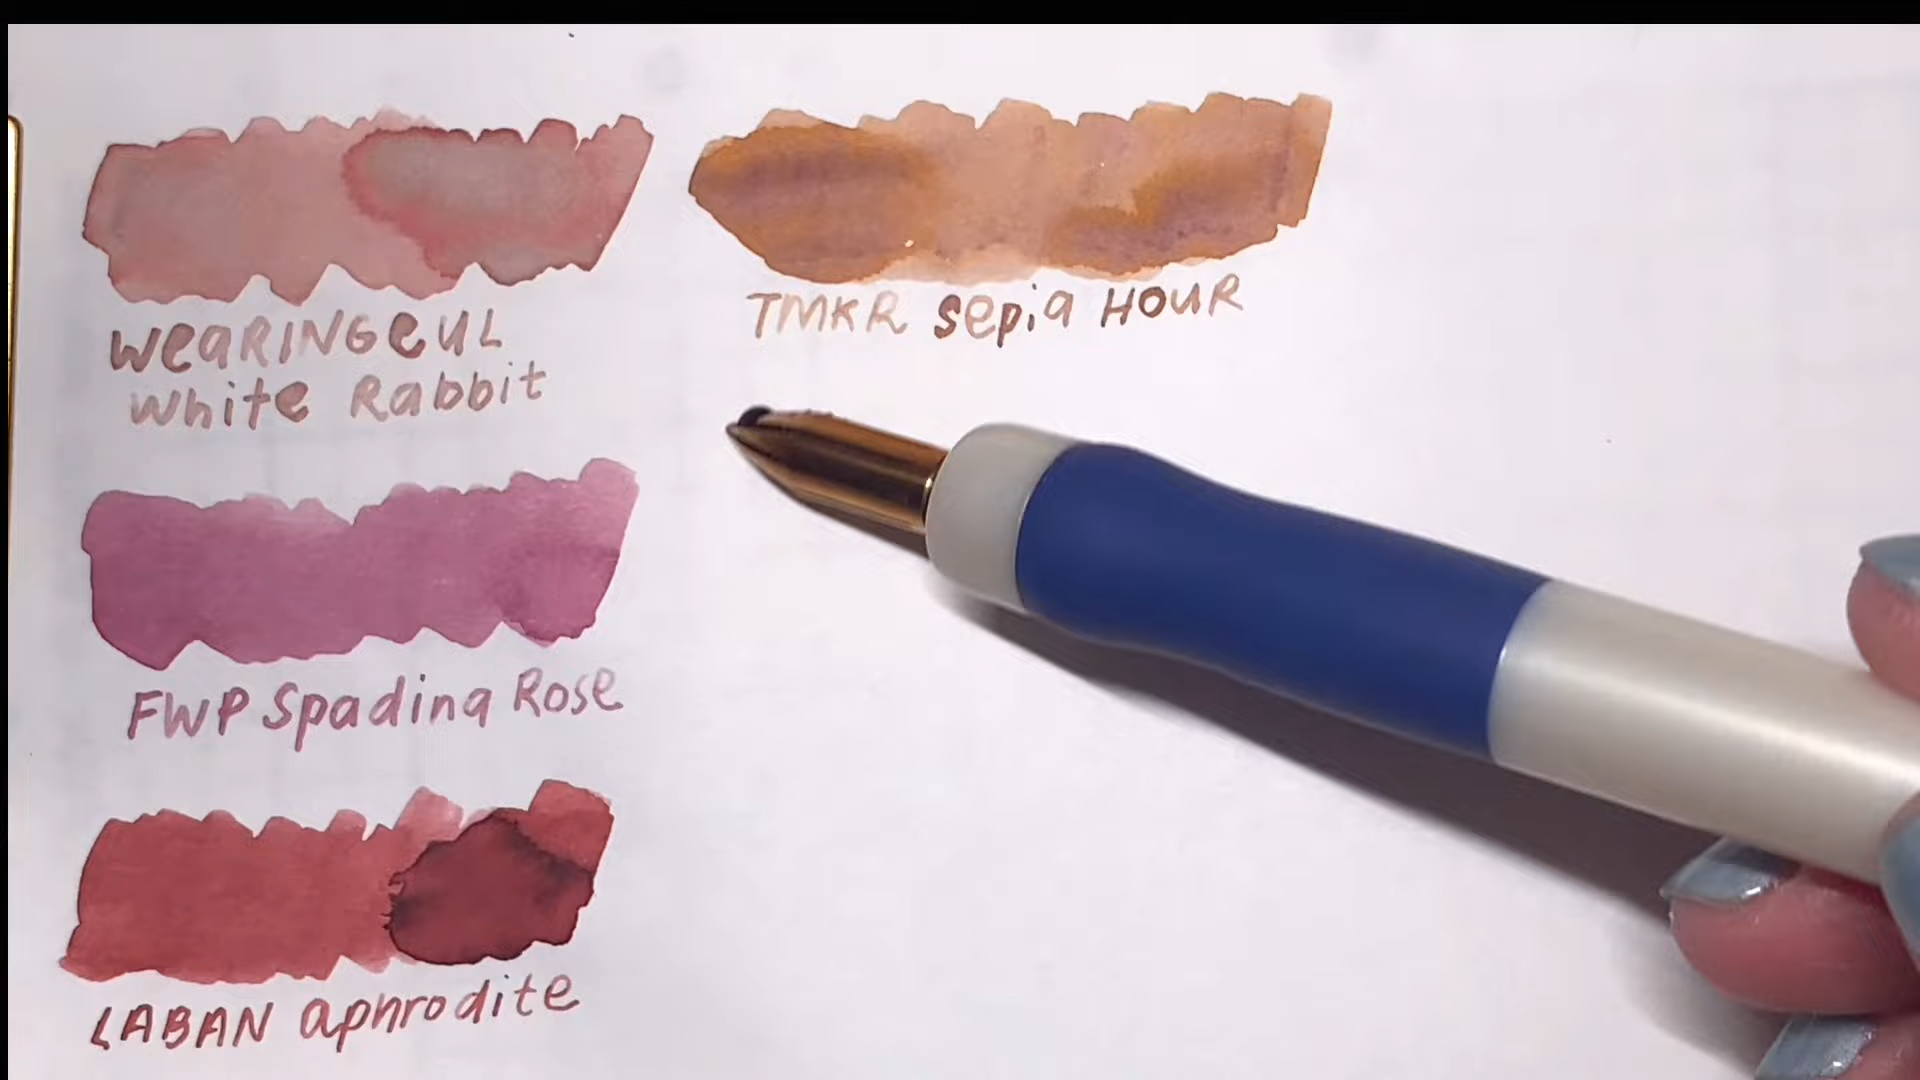 WeaRINGeUL
White Rabbit
TMKR sepia HOUR
FWP Spadina Rose
LABAN aphrodite